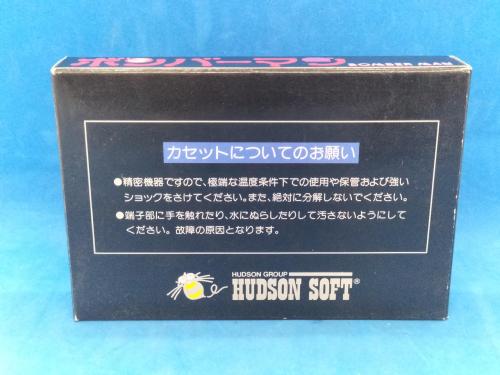 ボンバーマン BOMBER MAN
カセットについてのお願い
●精密機器ですので、極端な温度条件下での使用や保管および強い
ショックをさけてください。また、絶対に分解しないでください。
●端子部に手を触れたり、水にぬらしたりして汚さないようにして
ください。故障の原因となります。
HUDSON GROUP
HUDSON SOFT®